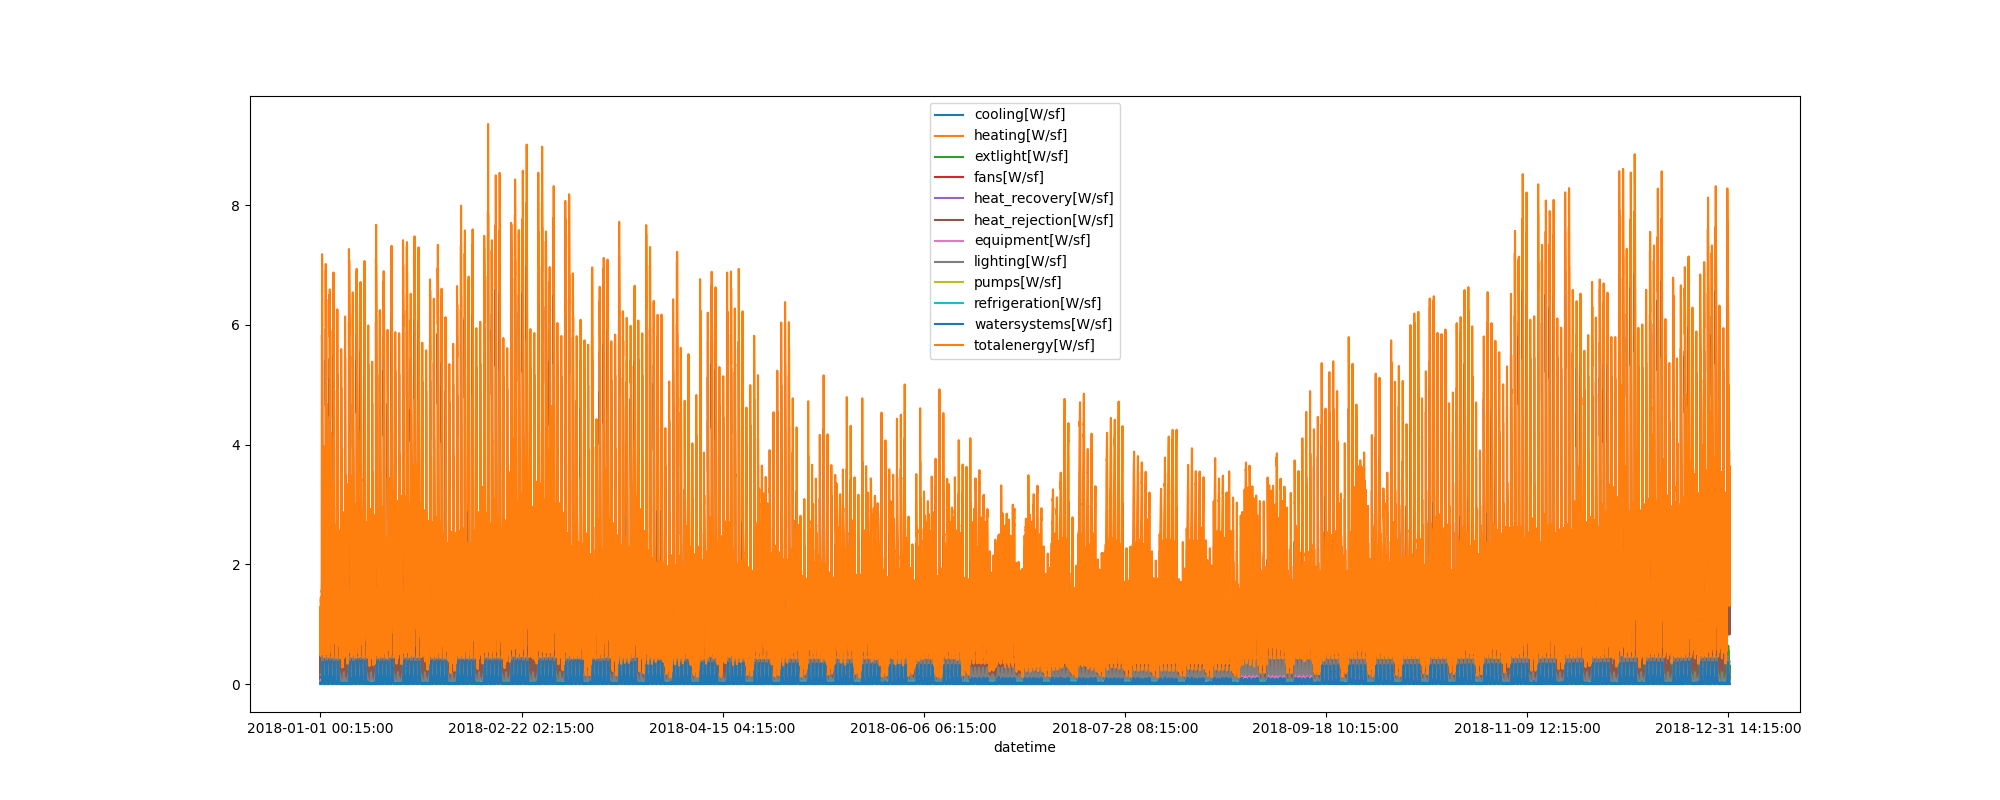 cooling[W/sf]
heating[W/sf]
extlight[W/sf]
fans[W/sf]
heat_recovery[W/sf]
heat_rejection[W/sf]
equipment[W/sf]
lighting[W/sf]
pumps[W/sf]
refrigeration[W/sf]
watersystems[W/sf]
totalenergy[W/sf]
8
6
4
2
0
2018-01-01 00:15:00 2018-02-22 02:15:00 2018-04-15 04:15:00 2018-06-06 06:15:00 2018-07-28 08:15:00 2018-09-18 10:15:00 2018-11-09 12:15:00 2018-12-31 14:15:00
datetime